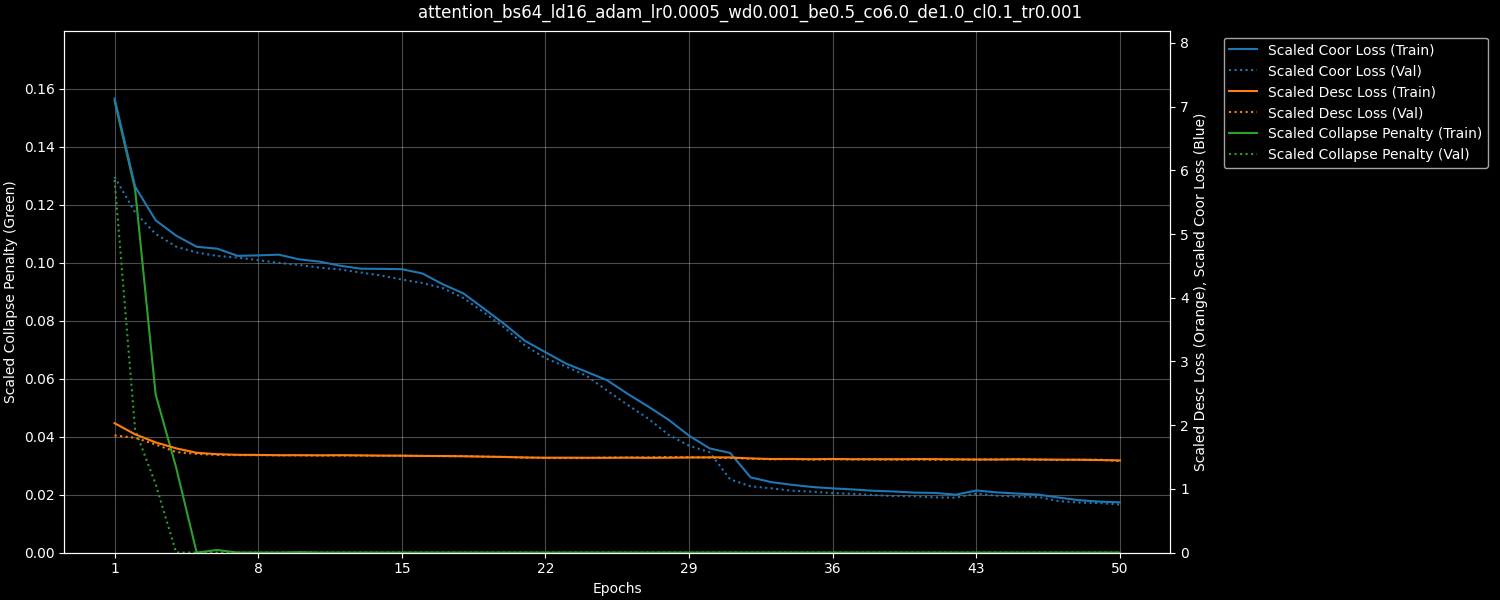 attention_bs64_ld16_adam_lr0.0005_wd0.001_be0.5_co6.0_de1.0_cl0.1_tr0.001
Scaled Collapse Penalty (Green)
0.16
0.14
0.12
0.10
0.08
0.06
0.04
0.02
0.00
1
8
15
22
29
36
43
50
Epochs
8
7
6
5
4
3
2
1
0
Scaled Desc Loss (Orange), Scaled Coor Loss (Blue)
Scaled Coor Loss (Train)
Scaled Coor Loss (Val)
Scaled Desc Loss (Train)
Scaled Desc Loss (Val)
Scaled Collapse Penalty (Train)
Scaled Collapse Penalty (Val)